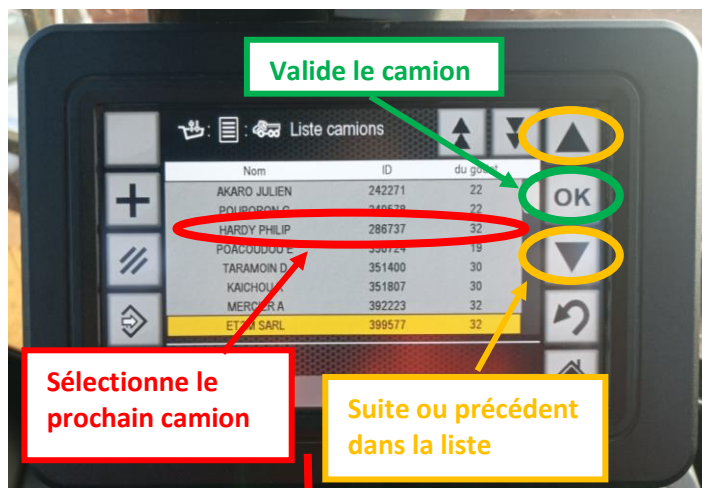 Valide le camion
: : Liste camions
Nom ID du godet
AKARO JULIEN 242271 22
OK
22
HARDY PHILIP 286737 32
19
TARAMOIN D 351400 30
351807 30
MERCIER A 392223 32
SARL 399577 32
Sélectionne le
prochain camion
Suite ou précédent
dans la liste